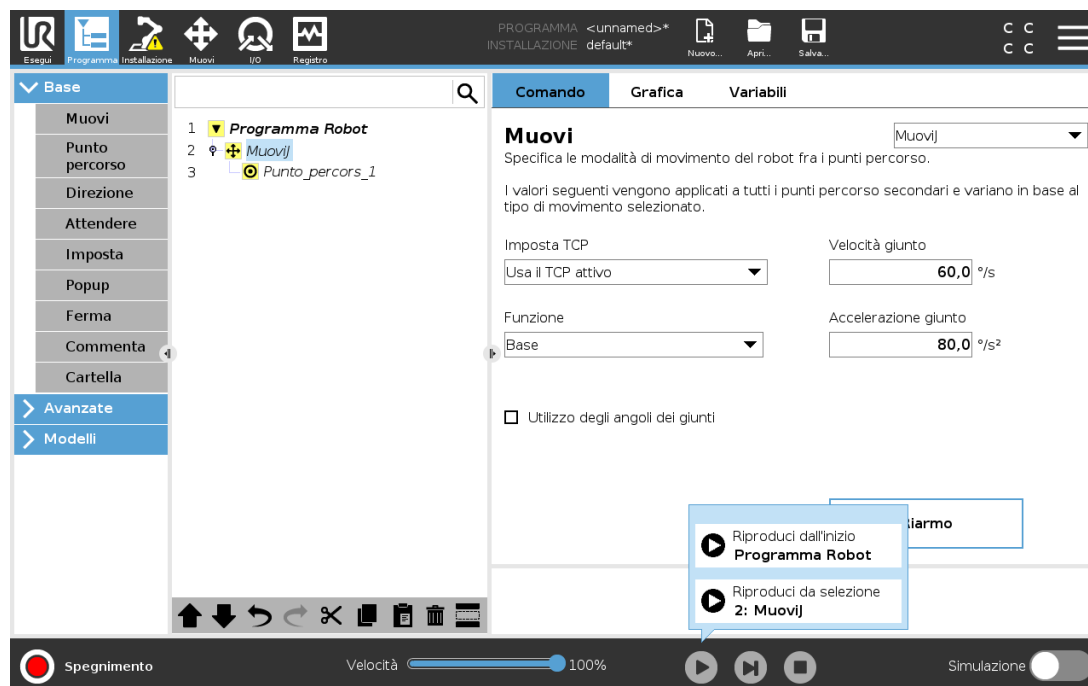 UR
PROGRAMMA <unnamed>*
INSTALLAZIONE default*
Esegui
Programma
Installazione
Muovi
I/O
Registro
Nuovo...
Apri...
Salva...
C C
C C
Base
Muovi
Punto
percorso
Direzione
Attendere
Imposta
Popup
Ferma
Commenta
Cartella
Avanzate
Modelli
1 Programma Robot
2 MuoviJ
3 Punto_percors_1
Comando Grafica Variabili
Muovi
MuoviJ
Specifica le modalità di movimento del robot fra i punti percorso.
I valori seguenti vengono applicati a tutti i punti percorso secondari e variano in base al
tipo di movimento selezionato.
Imposta TCP
Usa il TCP attivo
Velocità giunto
60,0 °/s
Funzione
Base
Accelerazione giunto
80,0 °/s²
Utilizzo degli angoli dei giunti
Riproduci dall'inizio
Programma Robot
Riproduci da selezione
2: MuoviJ
Spegnimento
Velocità
100%
Simulazione